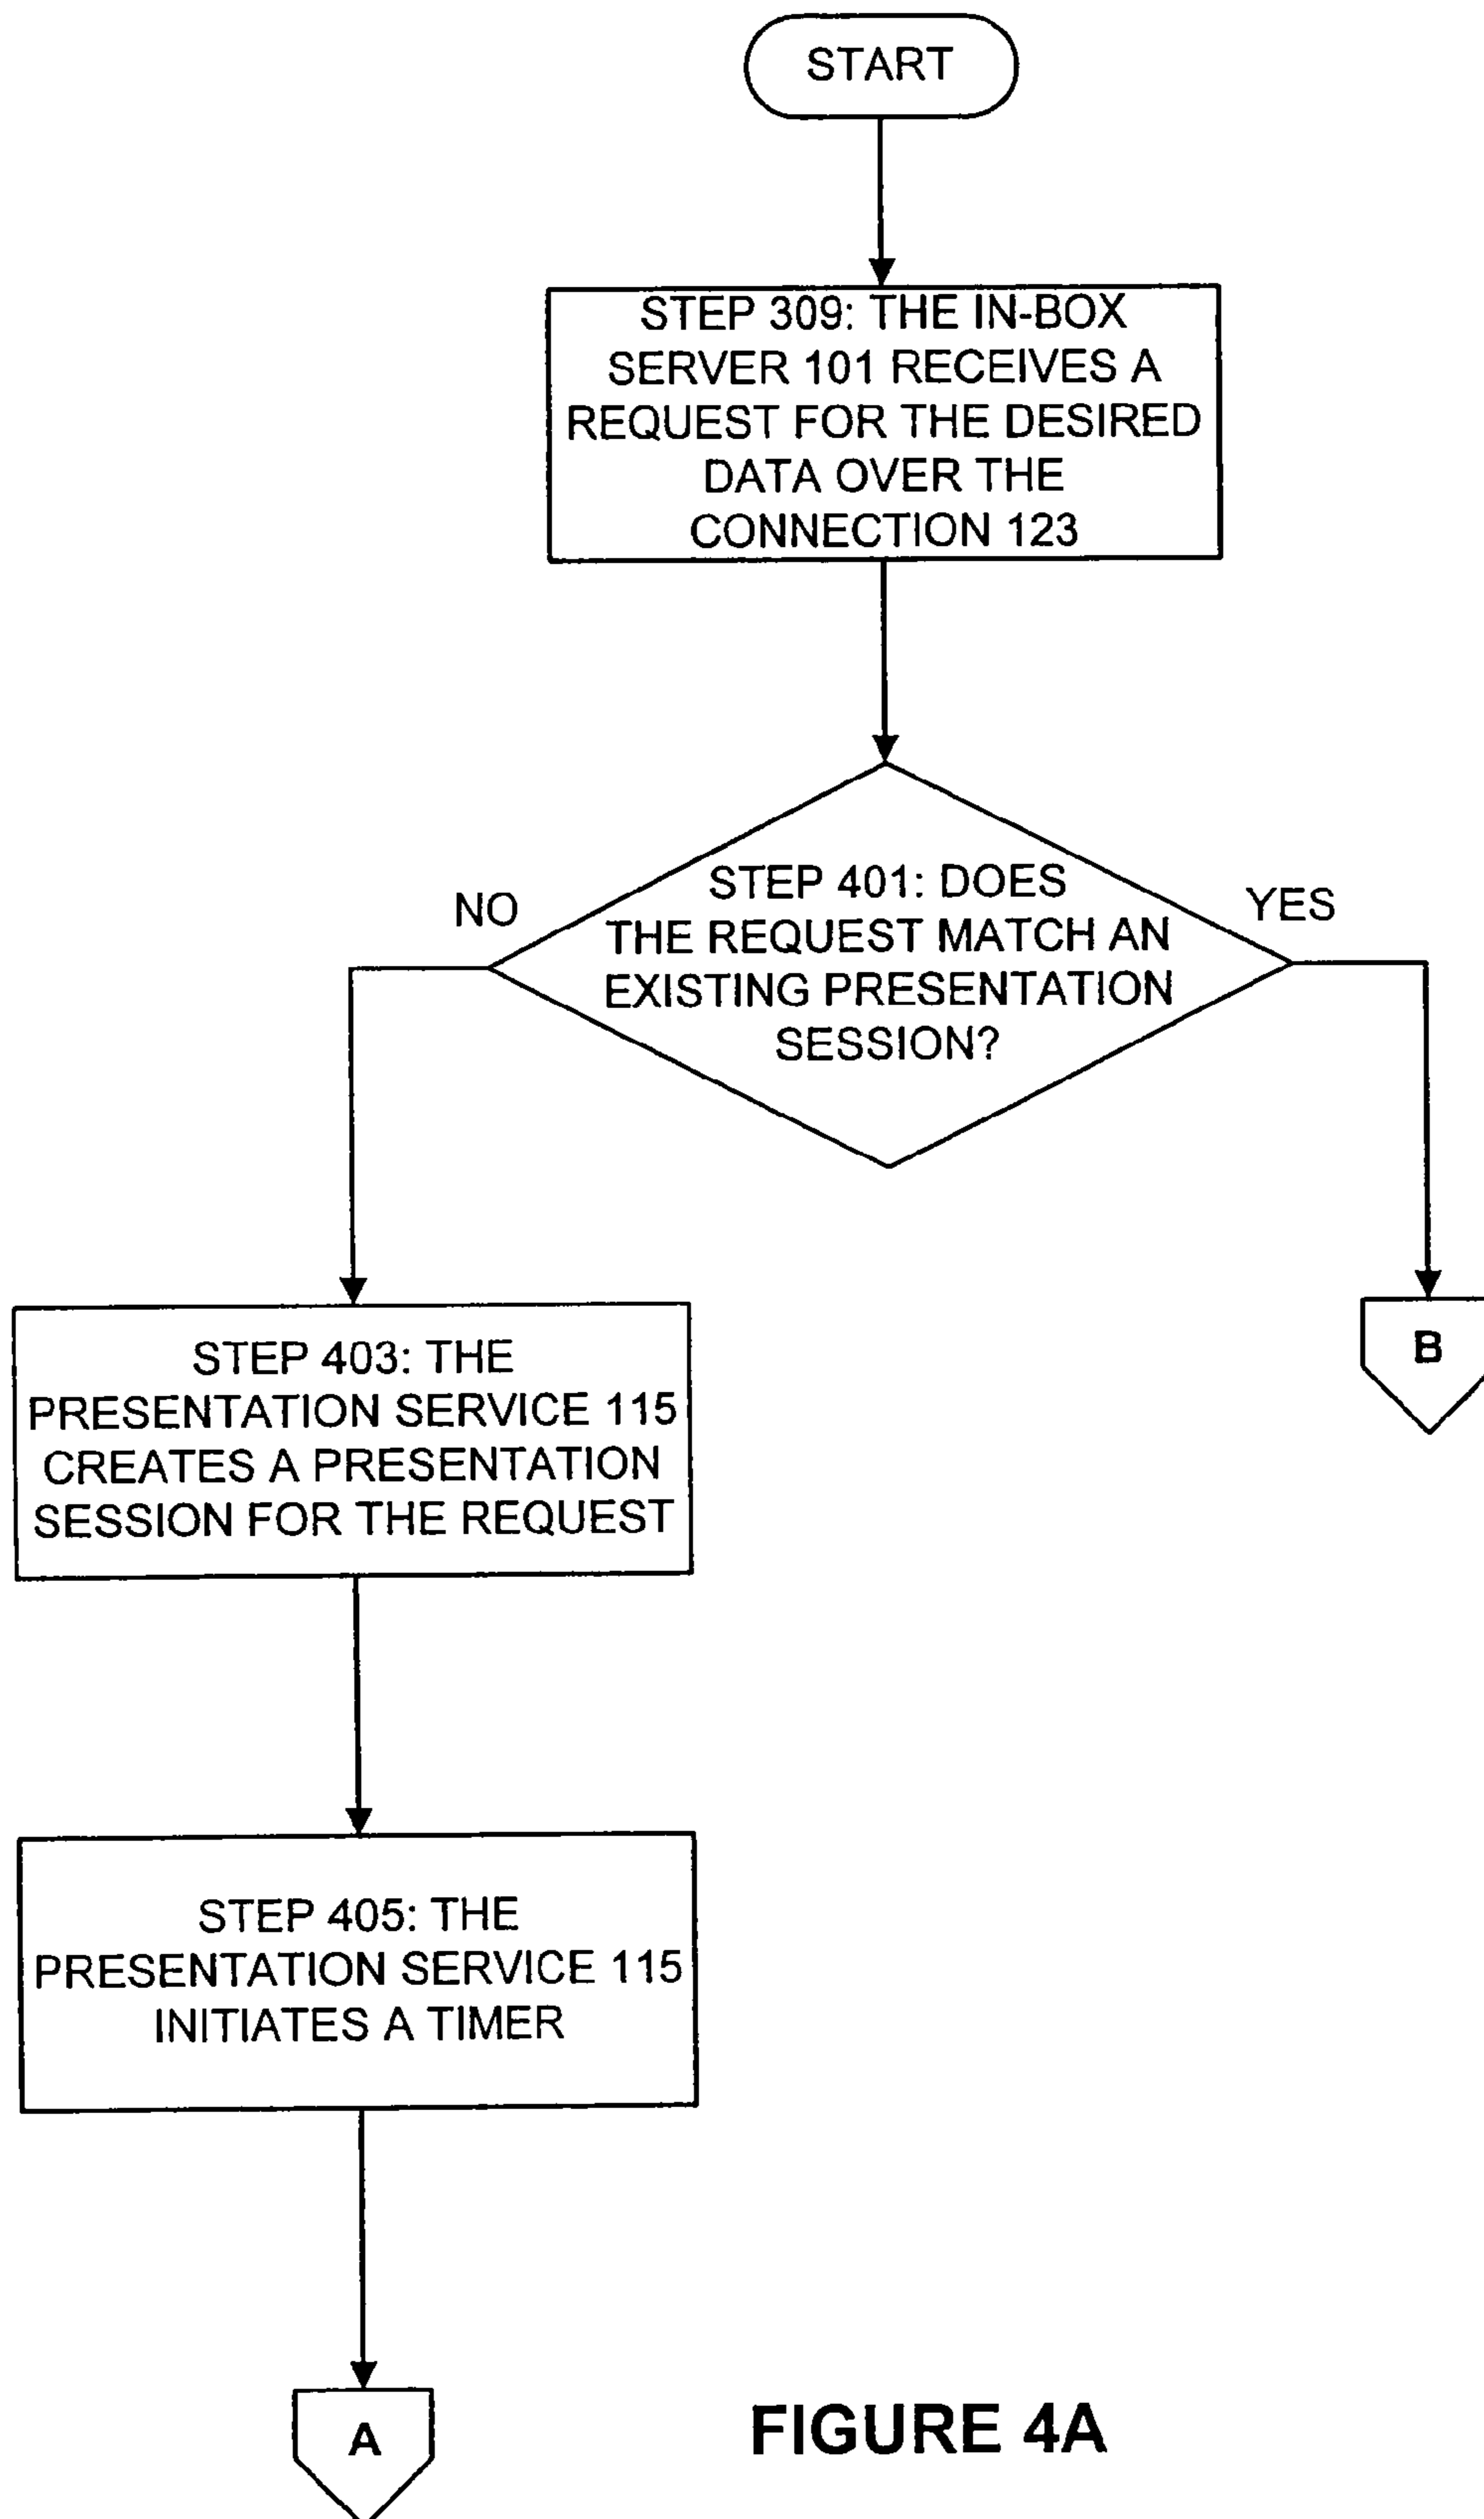 START
STEP 309: THE IN-BOX
SERVER 101 RECEIVES A
REQUEST FOR THE DESIRED
DATA OVER THE
CONNECTION 123
STEP 401: DOES
THE REQUEST MATCH AN
EXISTING PRESENTATION
SESSION?
NO
YES
STEP 403: THE
PRESENTATION SERVICE 115
CREATES A PRESENTATION
SESSION FOR THE REQUEST
B
STEP 405: THE
PRESENTATION SERVICE 115
INITIATES A TIMER
A
FIGURE 4A